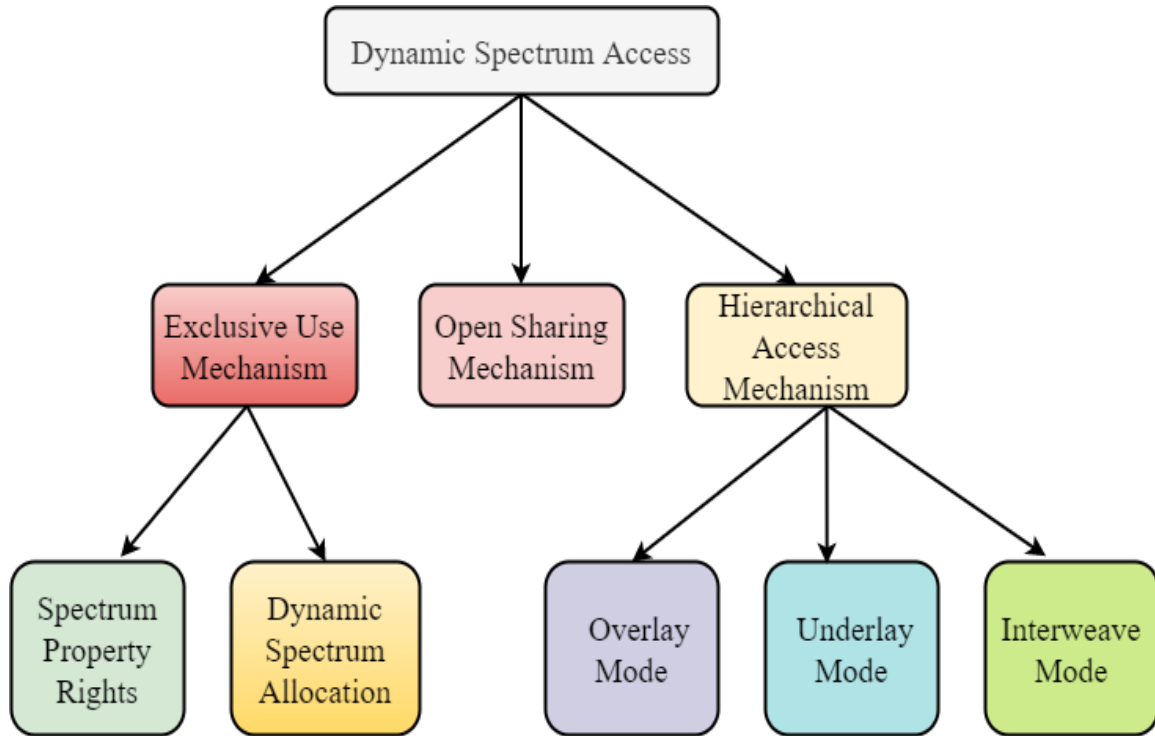 Dynamic Spectrum Access
Exclusive Use
Mechanism
Open Sharing
Mechanism
Hierarchical
Access
Mechanism
Spectrum
Property
Rights
Dynamic
Spectrum
Allocation
Overlay
Mode
Underlay
Mode
Interweave
Mode